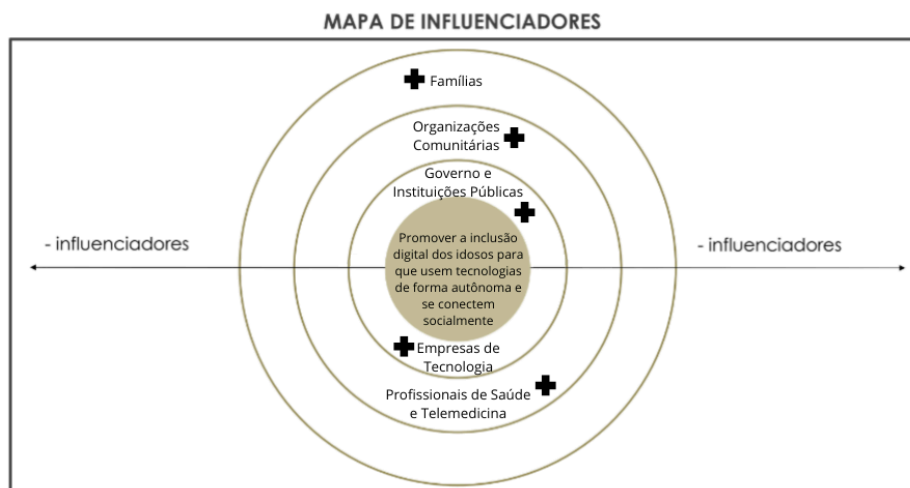 MAPA DE INFLUENCIADORES
Famílias
Organizações
Comunitárias
Governo e
Instituições Públicas
- influenciadores
- influenciadores
Promover a inclusão
digital dos idosos para
que usem tecnologias
de forma autônoma e
se conectem
socialmente
Empresas de
Tecnologia
Profissionais de Saúde
e Telemedicina